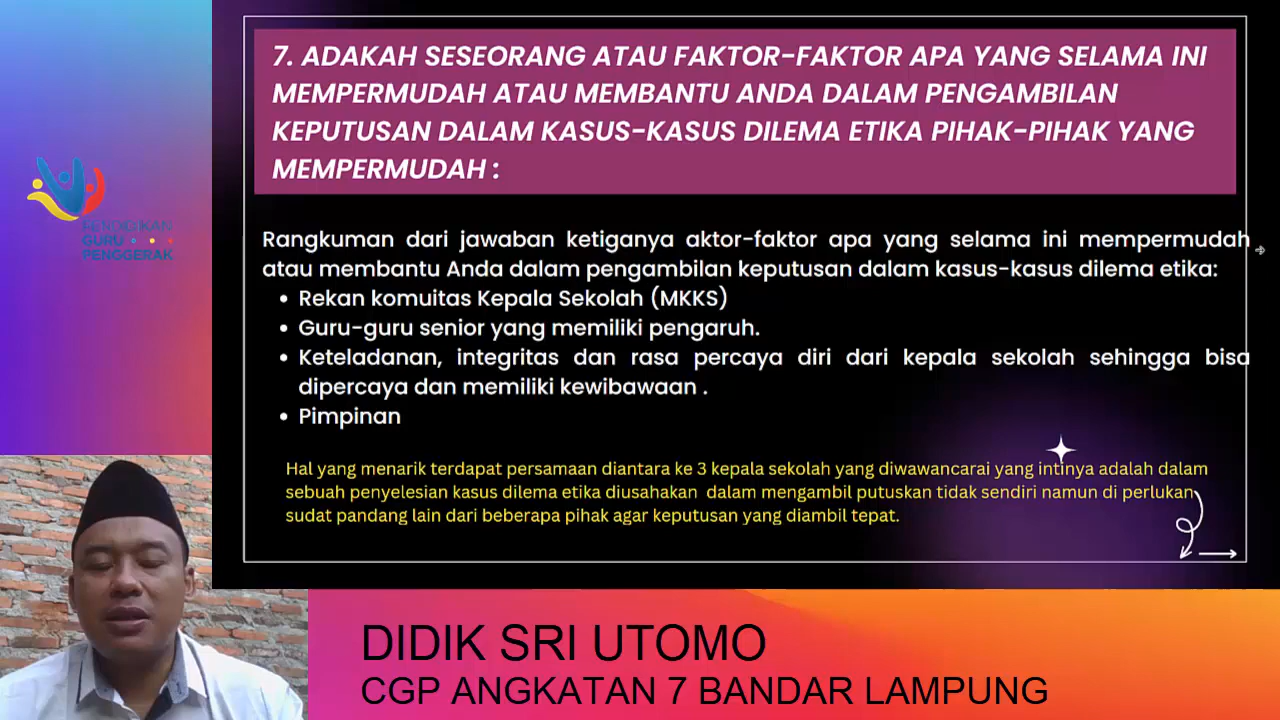 PENDIDIKAN
GURU
PENGGERAK
7. ADAKAH SESEORANG ATAU FAKTOR-FAKTOR APA YANG SELAMA INI
MEMPERMUDAH ATAU MEMBANTU ANDA DALAM PENGAMBILAN
KEPUTUSAN DALAM KASUS-KASUS DILEMA ETIKA PIHAK-PIHAK YANG
MEMPERMUDAH :
Rangkuman dari jawaban ketiganya aktor-faktor apa yang selama ini mempermudah
atau membantu Anda dalam pengambilan keputusan dalam kasus-kasus dilema etika:
• Rekan komuitas Kepala Sekolah (MKKS)
• Guru-guru senior yang memiliki pengaruh.
• Keteladanan, integritas dan rasa percaya diri dari kepala sekolah sehingga bisa
dipercaya dan memiliki kewibawaan .
• Pimpinan
Hal yang menarik terdapat persamaan diantara ke 3 kepala sekolah yang diwawancarai yang intinya adalah dalam
sebuah penyelesian kasus dilema etika diusahakan dalam mengambil putuskan tidak sendiri namun di perlukan
sudat pandang lain dari beberapa pihak agar keputusan yang diambil tepat.
DIDIK SRI UTOMO
CGP ANGKATAN 7 BANDAR LAMPUNG